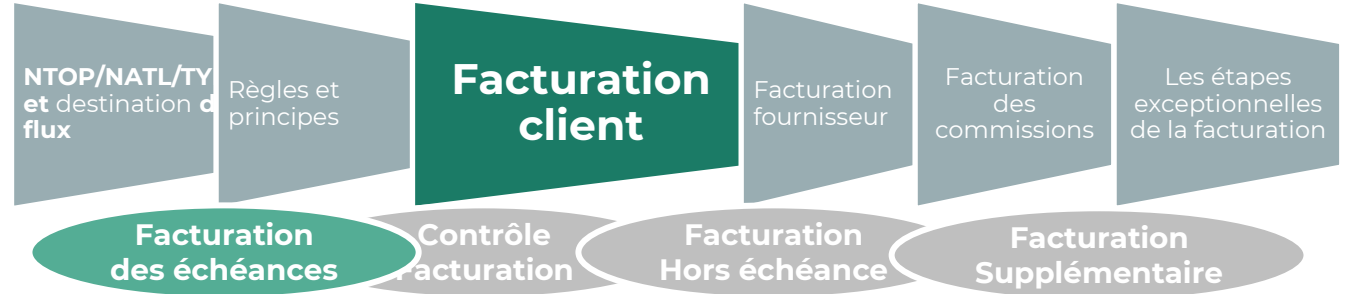 NTOP/NATL/TY
et destination d
flux
Règles et
principes
Facturation
client
Facturation
fournisseur
Facturation
des
commissions
Les étapes
exceptionnelles
de la facturation
Facturation
des échéances
Contrôle
Facturation
Facturation
Hors échéance
Facturation
Supplémentaire